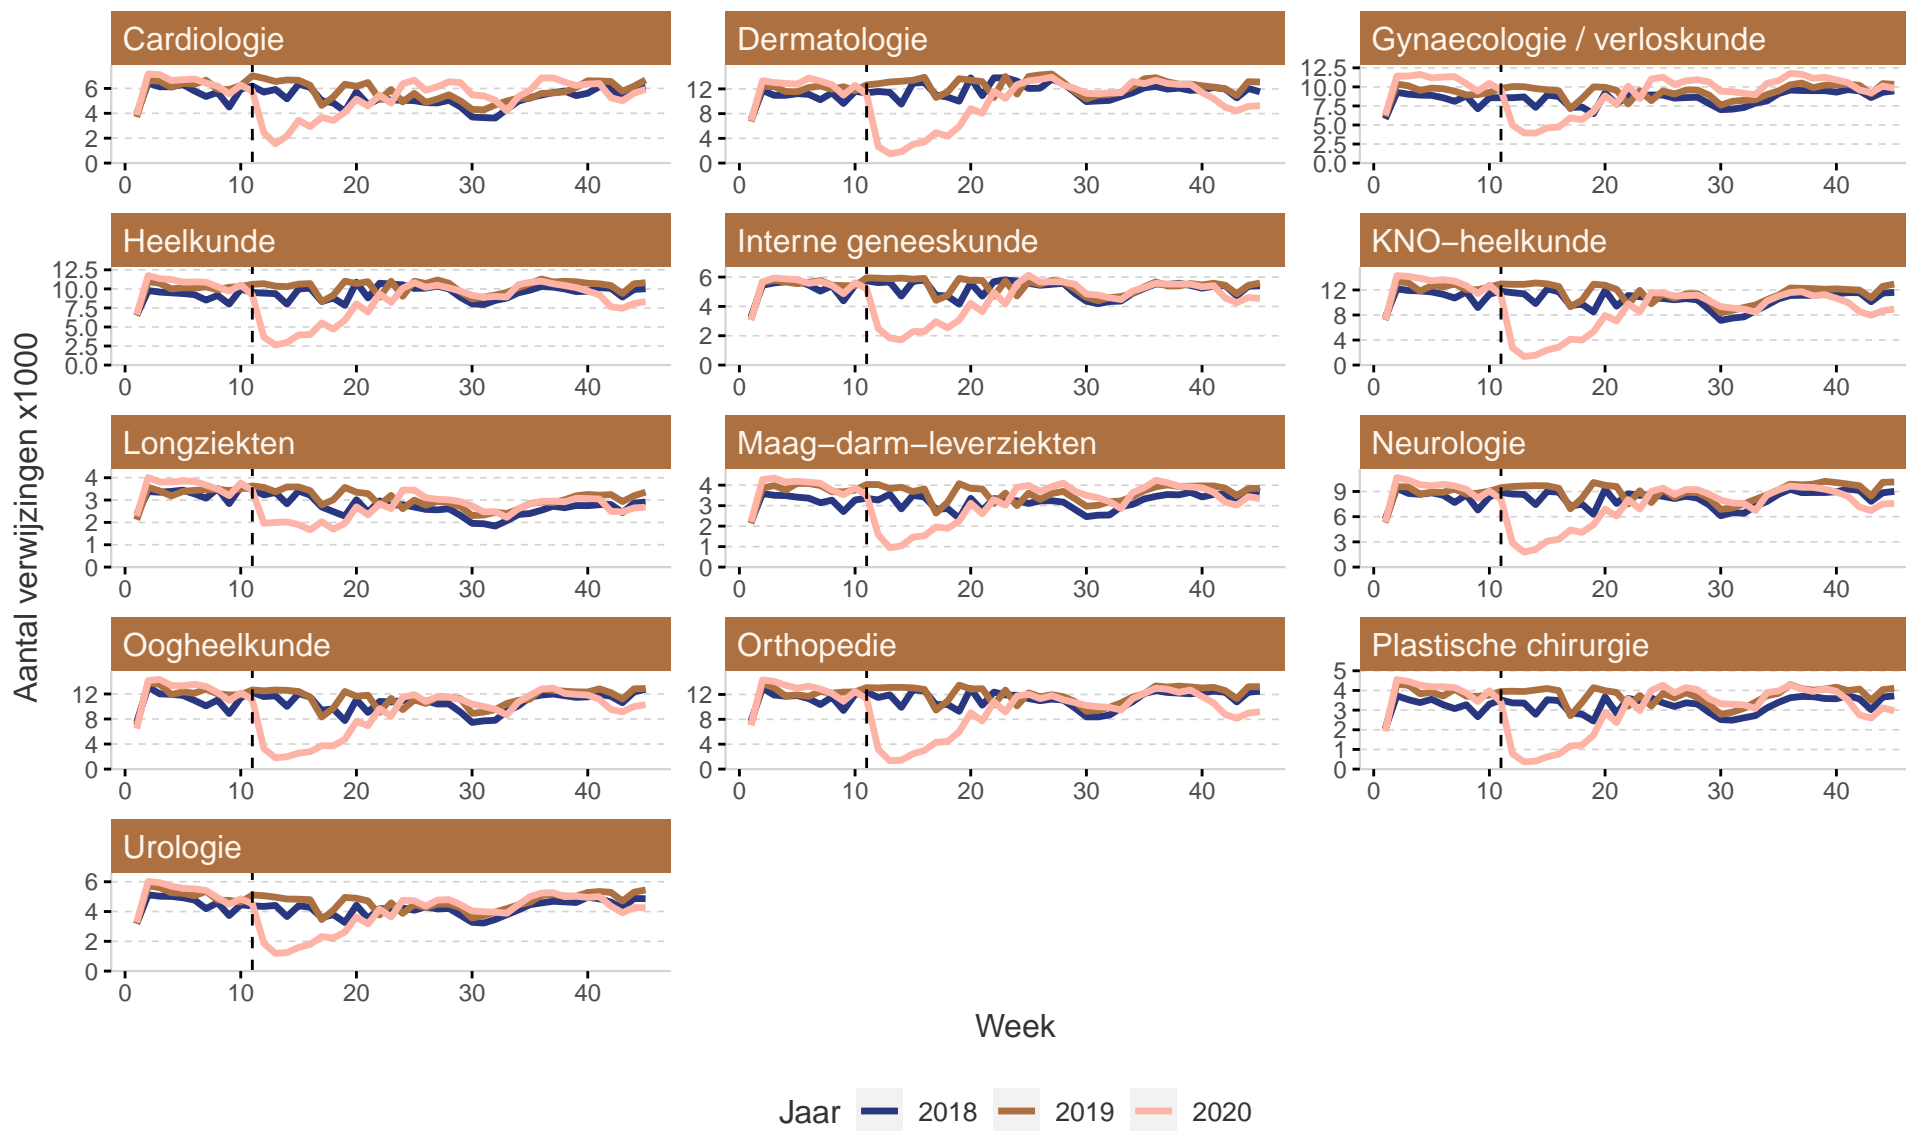 Cardiologie
Dermatologie
Gynaecologie / verloskunde
6
4
2
0
0 10 20 30 40
12
8
4
0
0 10 20 30 40
12.5
10.0
7.5
5.0
2.5
0.0
0 10 20 30 40
Heelkunde
Interne geneeskunde
KNO–heelkunde
12.5
10.0
7.5
5.0
2.5
0.0
0 10 20 30 40
6
4
2
0
0 10 20 30 40
12
8
4
0
0 10 20 30 40
Aantal verwijzingen x1000
Longziekten
Maag–darm–leverziekten
Neurologie
4
3
2
1
0
0 10 20 30 40
4
3
2
1
0
0 10 20 30 40
9
6
3
0
0 10 20 30 40
Oogheelkunde
Orthopedie
Plastische chirurgie
12
8
4
0
0 10 20 30 40
12
8
4
0
0 10 20 30 40
5
4
3
2
1
0
0 10 20 30 40
Urologie
6
4
2
0
0 10 20 30 40
Week
Jaar 2018 2019 2020